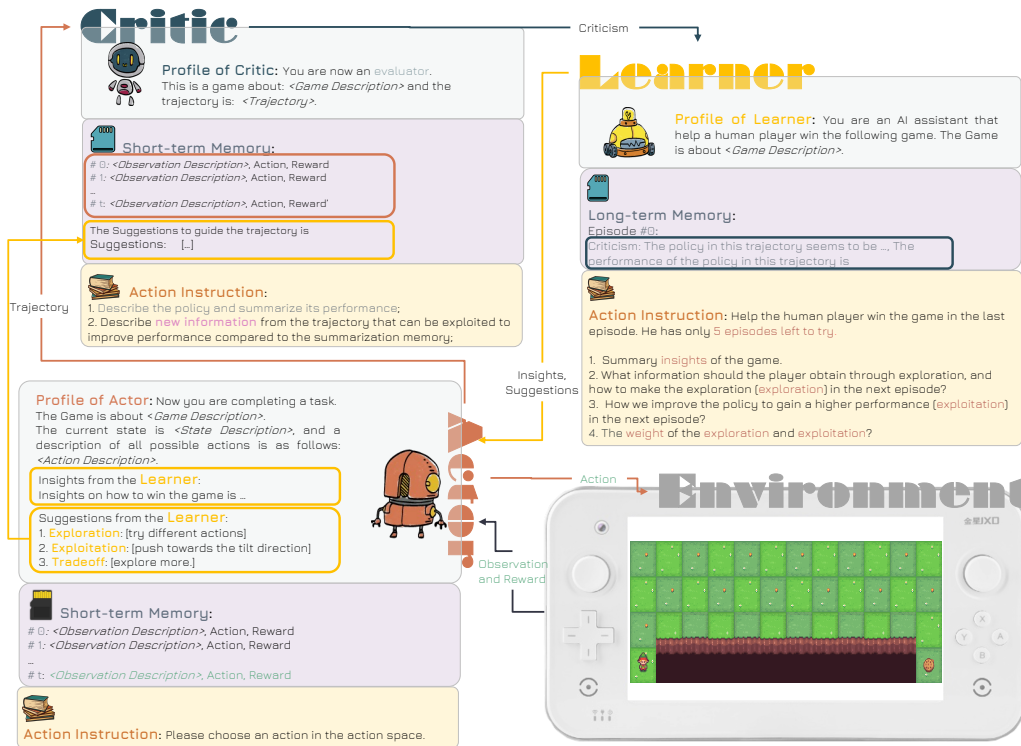 Critic
Profile of Critic: You are now an evaluator.
This is a game about: <Game Description> and the
trajectory is: <Trajectory>.
Short-term Memory:
# 0: <Observation Description>, Action, Reward
# 1: <Observation Description>, Action, Reward
...
# t: <Observation Description>, Action, Reward'
The Suggestions to guide the trajectory is
Suggestions: [...]
Action Instruction:
1. Describe the policy and summarize its performance;
2. Describe new information from the trajectory that can be exploited to
improve performance compared to the summarization memory;
Criticism
Learner
Profile of Learner: You are an AI assistant that
help a human player win the following game. The Game
is about <Game Description>.
Long-term Memory:
Episode #0:
Criticism: The policy in this trajectory seems to be ..., The
performance of the policy in this trajectory is
Action Instruction: Help the human player win the game in the last
episode. He has only 5 episodes left to try.
1. Summary insights of the game.
2. What information should the player obtain through exploration, and
how to make the exploration (exploration) in the next episode?
3. How we improve the policy to gain a higher performance (exploitation)
in the next episode?
4. The weight of the exploration and exploitation?
Trajectory
Insights,
Suggestions
Profile of Actor: Now you are completing a task.
The Game is about <Game Description>.
The current state is <State Description>, and a
description of all possible actions is as follows:
<Action Description>.
Insights from the Learner:
Insights on how to win the game is ...
Suggestions from the Learner:
1. Exploration: [try different actions]
2. Exploitation: [push towards the tilt direction]
3. Tradeoff: [explore more.]
Actor
Short-term Memory:
# 0: <Observation Description>, Action, Reward
# 1: <Observation Description>, Action, Reward
...
# t: <Observation Description>, Action, Reward
Action Instruction: Please choose an action in the action space.
Action
Observation
and Reward
Environment
金星JXD
X
Y
A
B